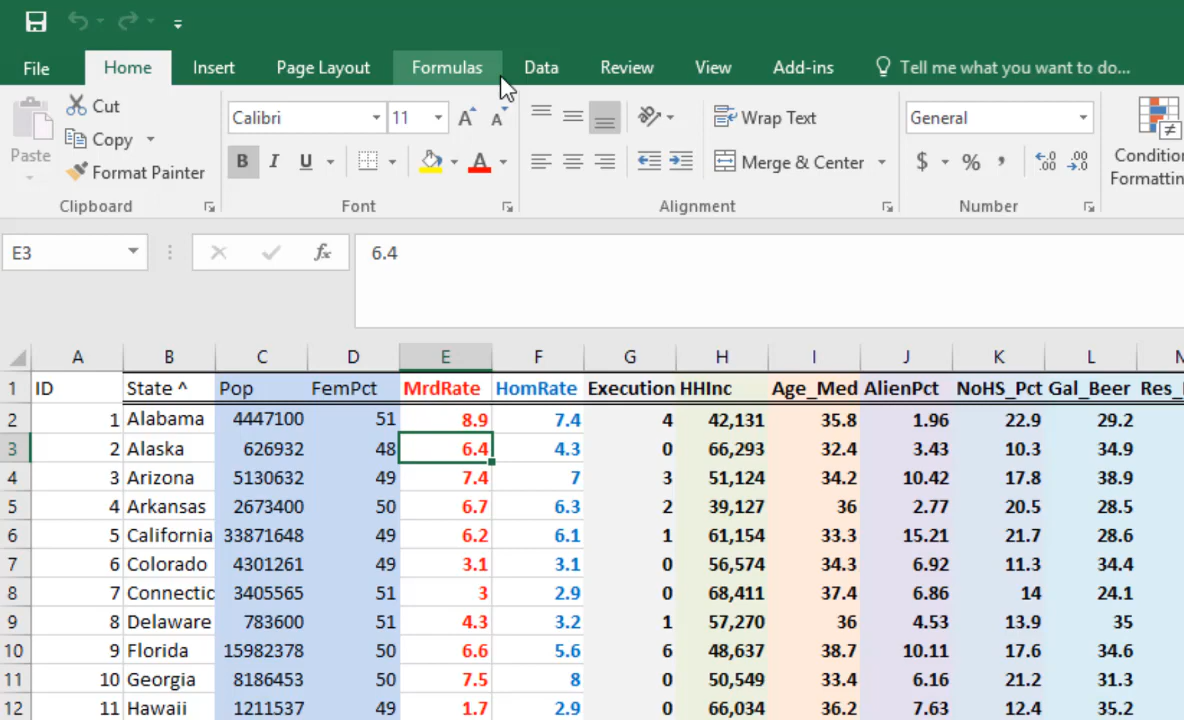 File Home Insert Page Layout Formulas Data Review View Add-ins Tell me what you want to do...
Cut
Copy
Format Painter
Paste
Calibri 11 A A
B I U A
Wrap Text
Merge & Center
General
$ % , .00 .00
Clipboard Font Alignment Number
E3 fx 6.4
A B C D E F G H I J K L
1 ID State ^ Pop FemPct MrdRate HomRate Execution HHInc Age_Med AlienPct NoHS_Pct Gal_Beer Res_
2 1 Alabama 4447100 51 8.9 7.4 4 42,131 35.8 1.96 22.9 29.2
3 2 Alaska 626932 48 6.4 4.3 0 66,293 32.4 3.43 10.3 34.9
4 3 Arizona 5130632 49 7.4 7 3 51,124 34.2 10.42 17.8 38.9
5 4 Arkansas 2673400 50 6.7 6.3 2 39,127 36 2.77 20.5 28.5
6 5 California 33871648 49 6.2 6.1 1 61,154 33.3 15.21 21.7 28.6
7 6 Colorado 4301261 49 3.1 3.1 0 56,574 34.3 6.92 11.3 34.4
8 7 Connectic 3405565 51 3 2.9 0 68,411 37.4 6.86 14 24.1
9 8 Delaware 783600 51 4.3 3.2 1 57,270 36 4.53 13.9 35
10 9 Florida 15982378 50 6.6 5.6 6 48,637 38.7 10.11 17.6 34.6
11 10 Georgia 8186453 50 7.5 8 0 50,549 33.4 6.16 21.2 31.3
12 11 Hawaii 1211537 49 1.7 2.9 0 66,034 36.2 7.63 12.4 35.2